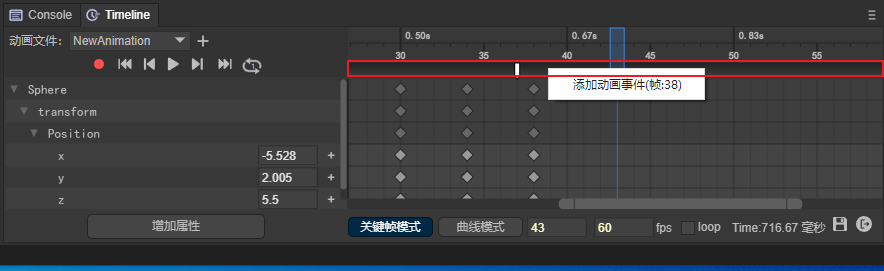 Console Timeline
动画文件: NewAnimation
0.50s 0.67s 0.83s
30 35 40 45 50 55
添加动画事件(帧:38)
Sphere
transform
Position
x -5.528 +
y 2.005 +
z 5.5 +
增加属性 关键帧模式 曲线模式 43 60 fps loop Time:716.67 毫秒